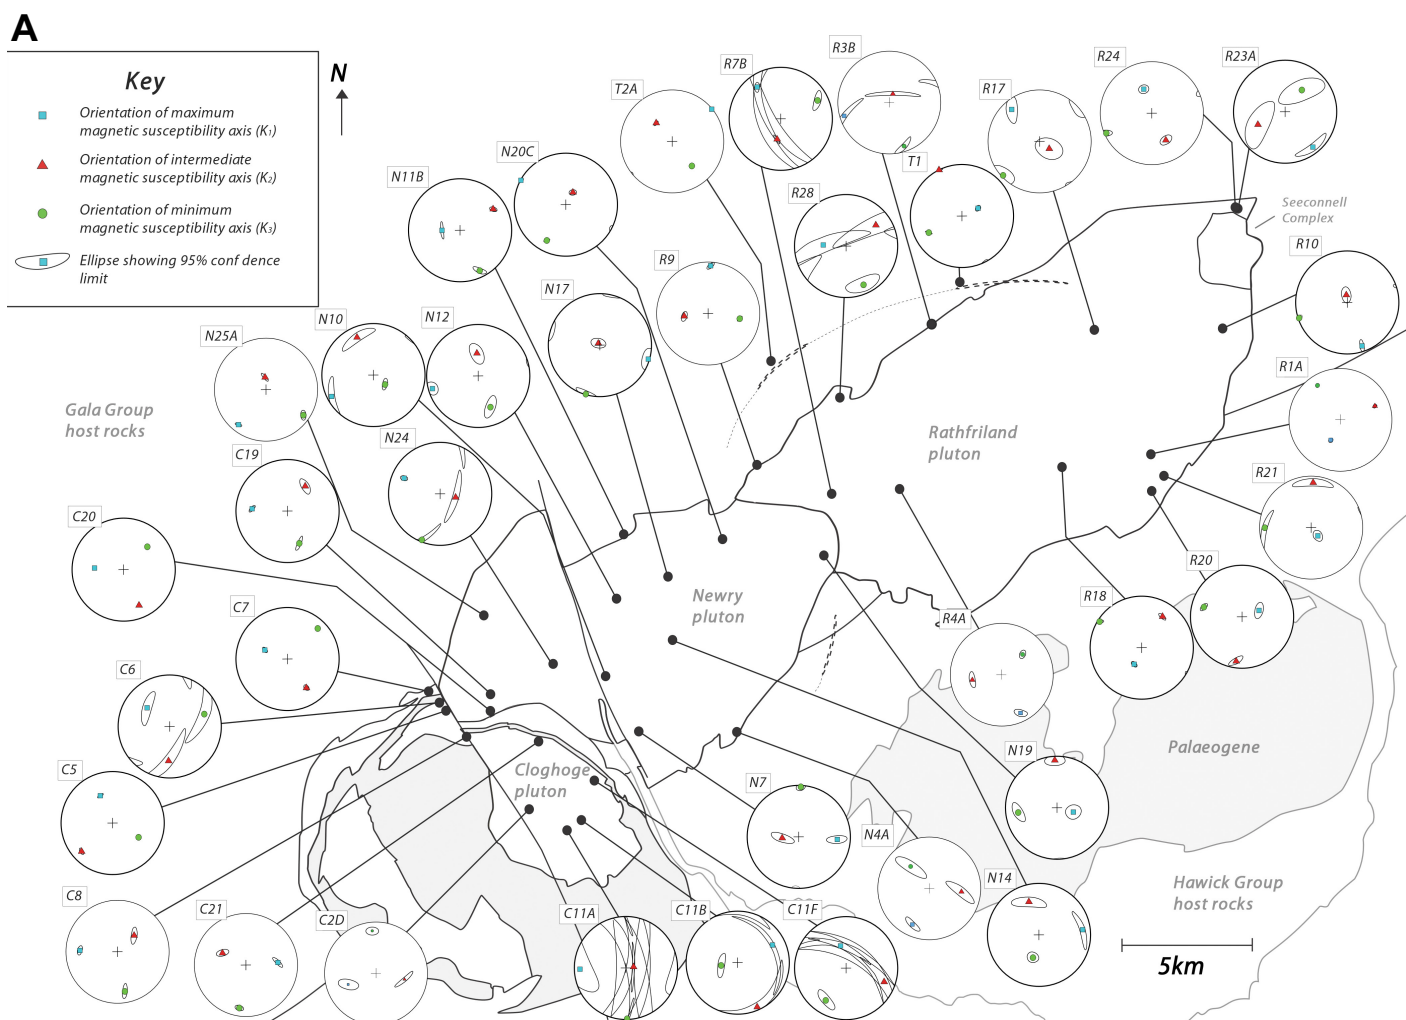 A
Key
Orientation of maximum
magnetic susceptibility axis (K₁)
Orientation of intermediate
magnetic susceptibility axis (K₂)
Orientation of minimum
magnetic susceptibility axis (K₃)
Ellipse showing 95% conf dence
limit
N
R3B
R7B
R24
R23A
T2A
R17
N20C
T1
N11B
R28
Seeconnell
Complex
R10
R9
N17
N10
N12
N25A
R1A
Gala Group
host rocks
Rathfriland
pluton
N24
C19
R21
C20
R20
Newry
pluton
C7
R18
R4A
C6
N19
Palaeogene
C5
Cloghoge
pluton
N7
N4A
N14
Hawick Group
host rocks
C8
C21
C2D
C11A
C11B
C11F
5km